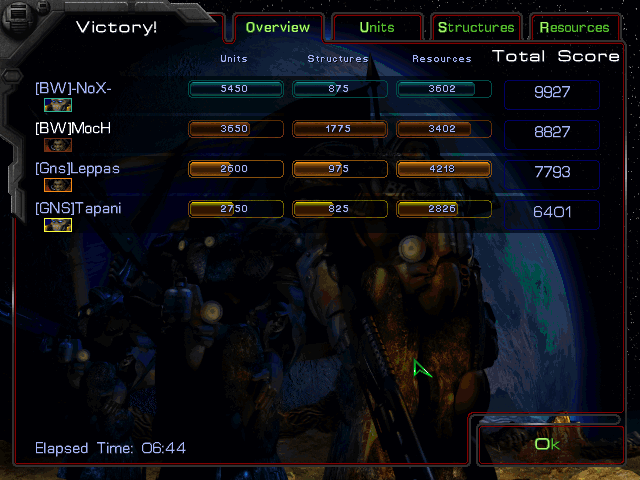 Victory! Overview Units Structures Resources
Units Structures Resources Total Score
[BW]-NoX- 5450 875 3602 9927
[BW]MocH 3650 1775 3402 8827
[Gns]Leppas 2600 975 4218 7793
[GNS]Tapani 2750 825 2826 6401
Elapsed Time: 06:44
Ok